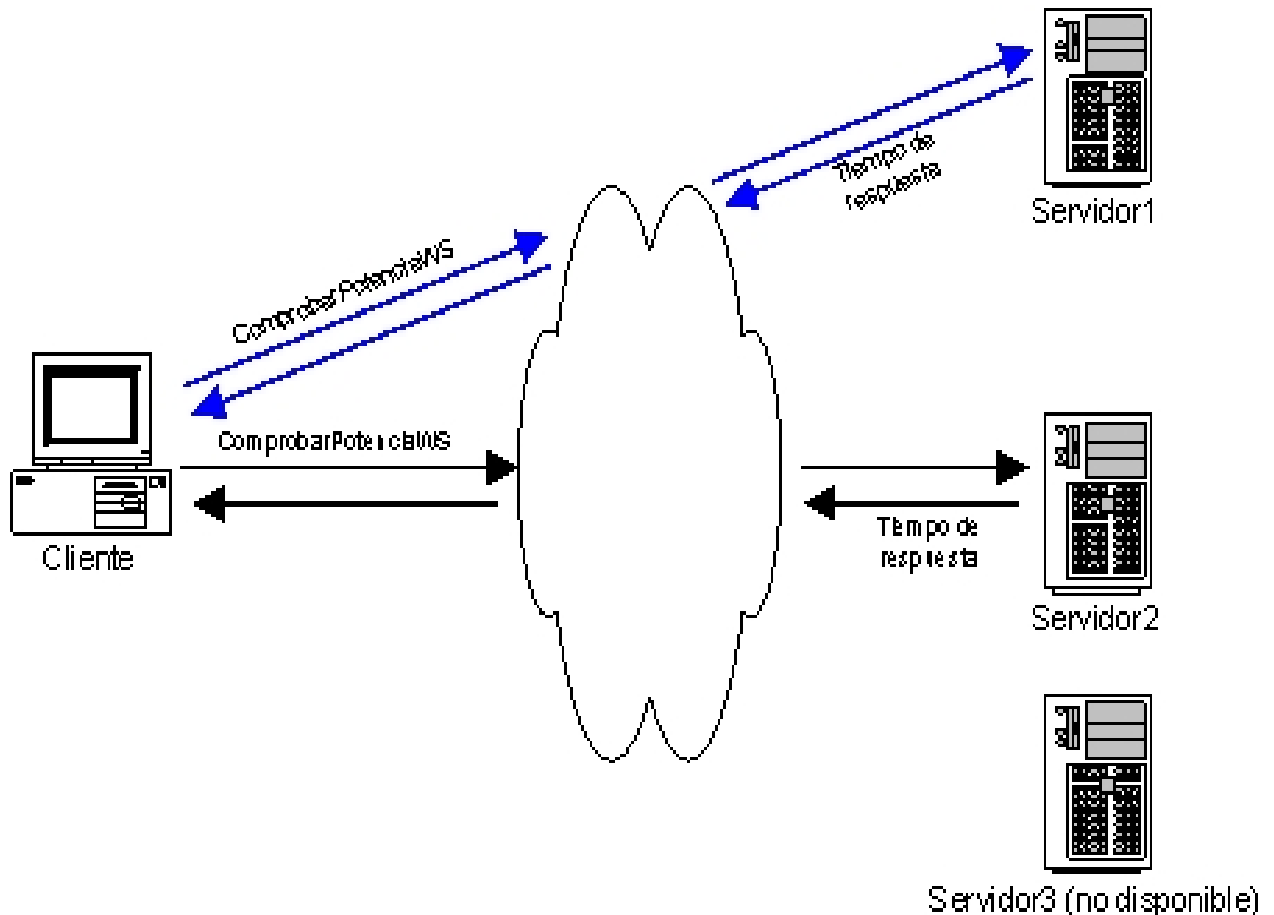 Tiempo de
respuesta
Servidor1
ComprobarPotenciaWS
ComprobarPotenciaWS
Cliente
Tiempo de
respuesta
Servidor2
Servidor3 (no disponible)